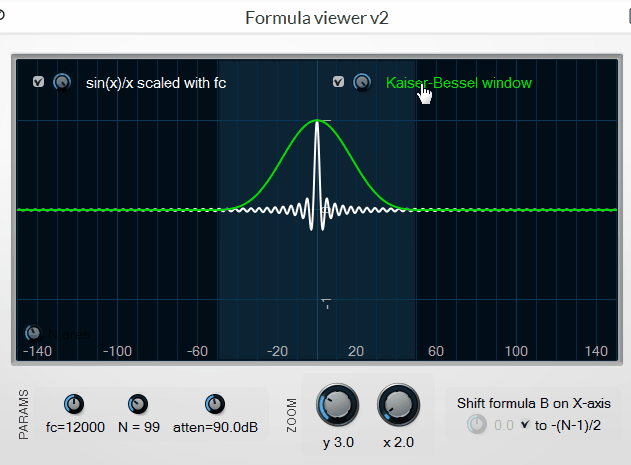 Formula viewer v2
sin(x)/x scaled with fc
Kaiser-Bessel window
-1
N area
-140 -100 -60 -20 20 60 100 140
PARAMS
fc=12000 N = 99 atten=90.0dB
ZOOM
y 3.0 x 2.0
Shift formula B on X-axis
0.0 to -(N-1)/2